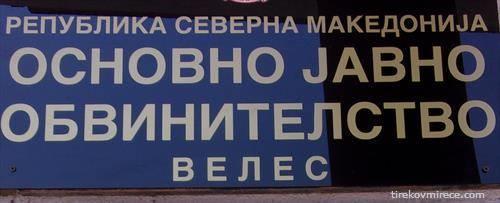 РЕПУБЛИКА СЕВЕРНА МАКЕДОНИЈА
ОСНОВНО ЈАВНО
ОБВИНИТЕЛСТВО
ВЕЛЕС
tirekovmirece.com